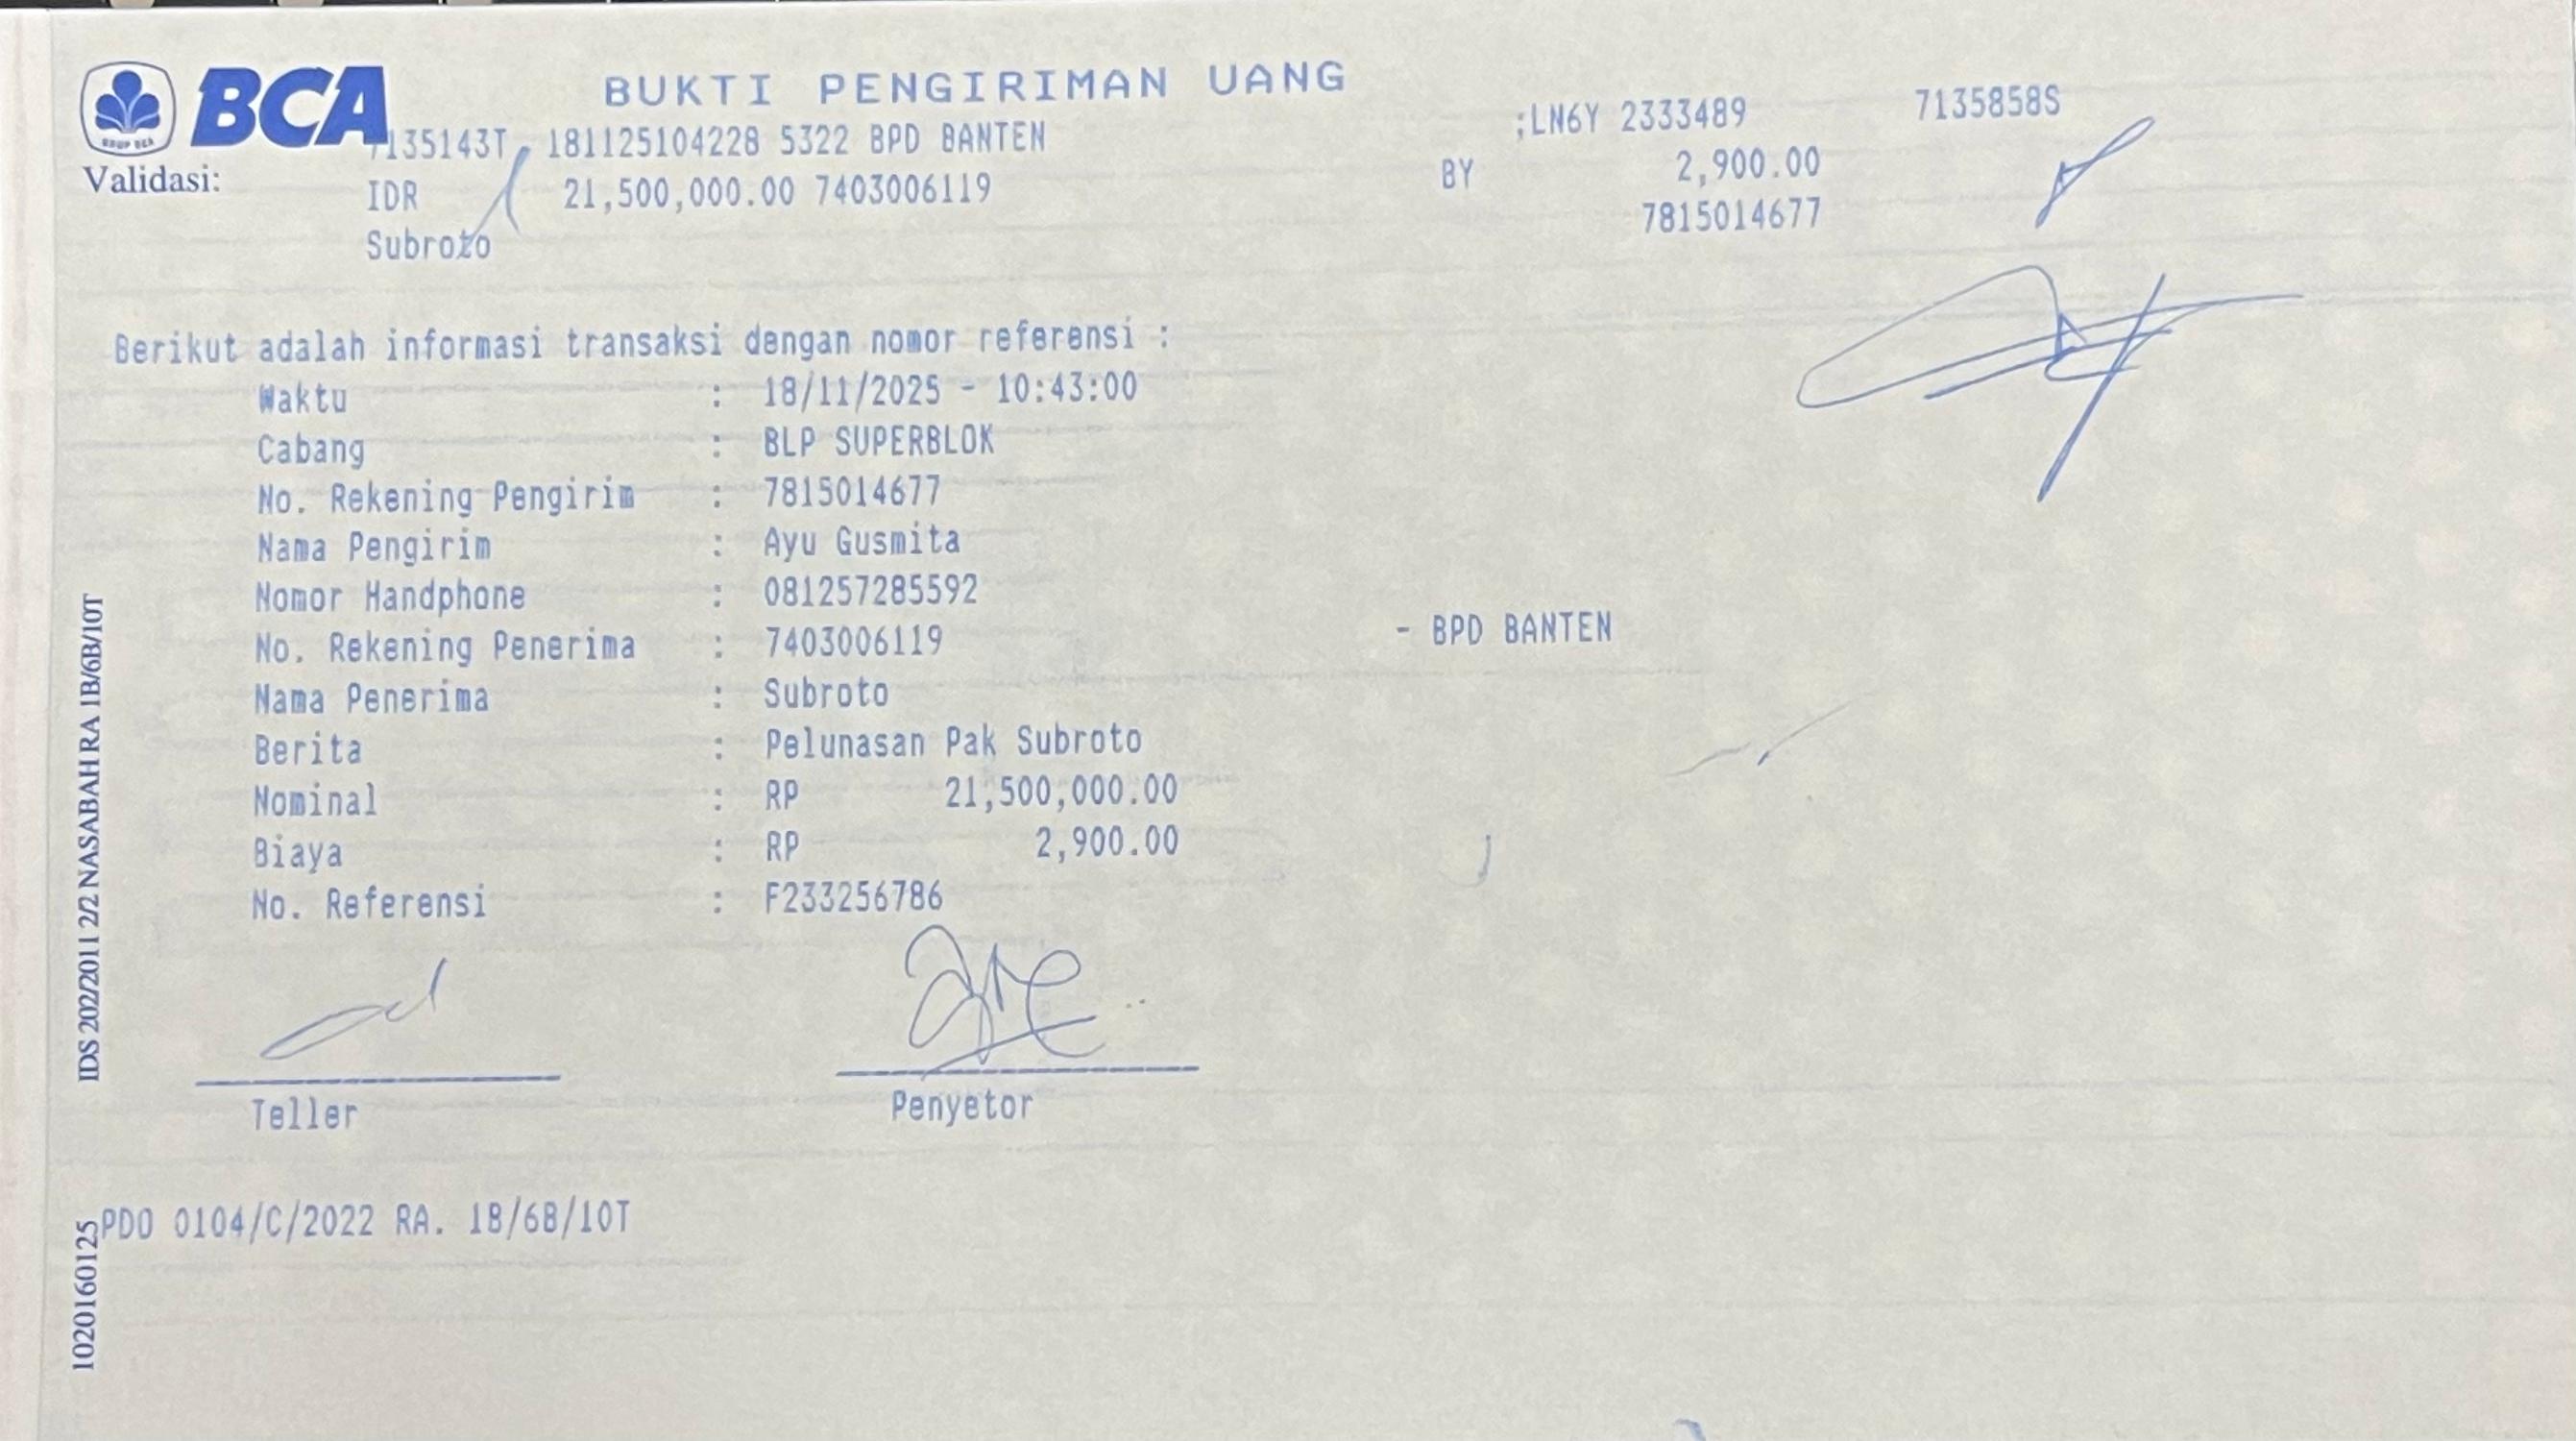 BCA
GRUP BCA
BUKTI PENGIRIMAN UANG
Validasi:
7135143T 181125104228 5322 BPD BANTEN ;LN6Y 2333489 7135858S
IDR 21,500,000.00 7403006119 BY 2,900.00
Subroto 7815014677
Berikut adalah informasi transaksi dengan nomor referensi :
Waktu : 18/11/2025 - 10:43:00
Cabang : BLP SUPERBLOK
No. Rekening Pengirim : 7815014677
Nama Pengirim : Ayu Gusmita
Nomor Handphone : 081257285592
No. Rekening Penerima : 7403006119 - BPD BANTEN
Nama Penerima : Subroto
Berita : Pelunasan Pak Subroto
Nominal : RP 21,500,000.00
Biaya : RP 2,900.00
No. Referensi : F233256786
Teller Penyetor
PDO 0104/C/2022 RA. 1B/6B/10T
IDS 202/2011 2/2 NASABAH RA 1B/6B/10T
1020160125